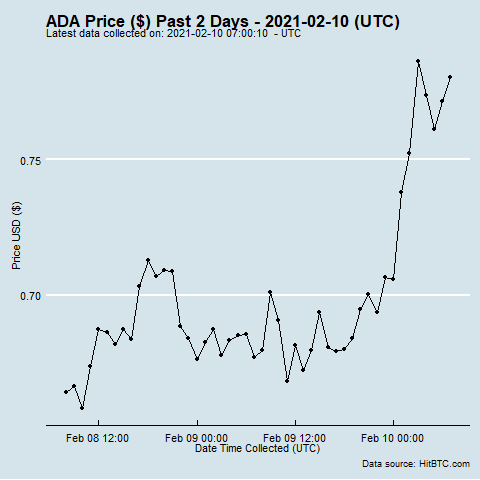 ADA Price ($) Past 2 Days - 2021-02-10 (UTC)
Latest data collected on: 2021-02-10 07:00:10 - UTC
Price USD ($)
0.75
0.70
Feb 08 12:00 Feb 09 00:00 Feb 09 12:00 Feb 10 00:00
Date Time Collected (UTC)
Data source: HitBTC.com